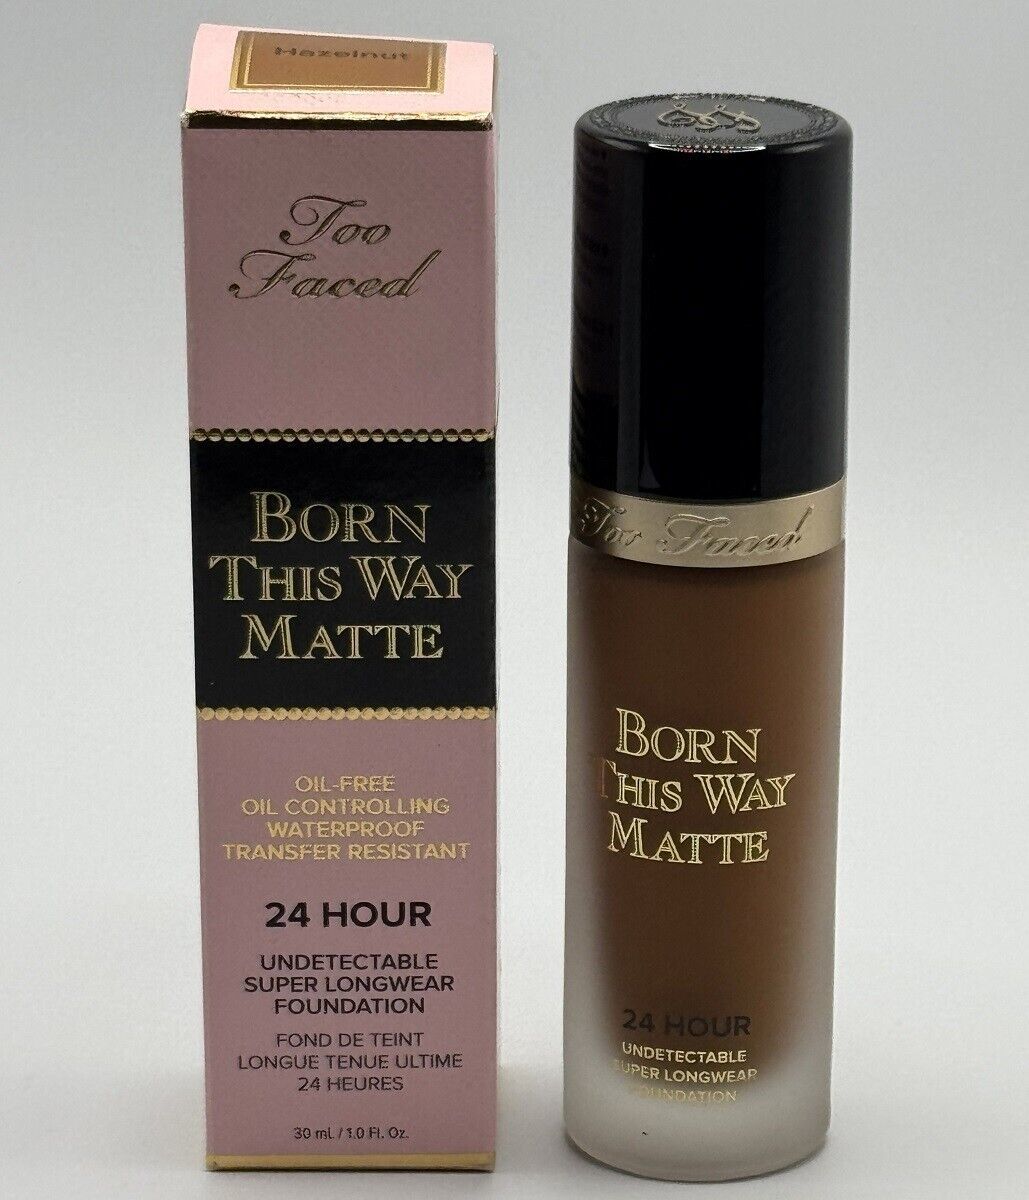 Hazelnut
Too
Faced
BORN
THIS WAY
MATTE
OIL-FREE
OIL CONTROLLING
WATERPROOF
TRANSFER RESISTANT
24 HOUR
UNDETECTABLE
SUPER LONGWEAR
FOUNDATION
FOND DE TEINT
LONGUE TENUE ULTIME
24 HEURES
30 mL / 1.0 Fl. Oz.
Too Faced
BORN
THIS WAY
MATTE
24 HOUR
UNDETECTABLE
SUPER LONGWEAR
FOUNDATION